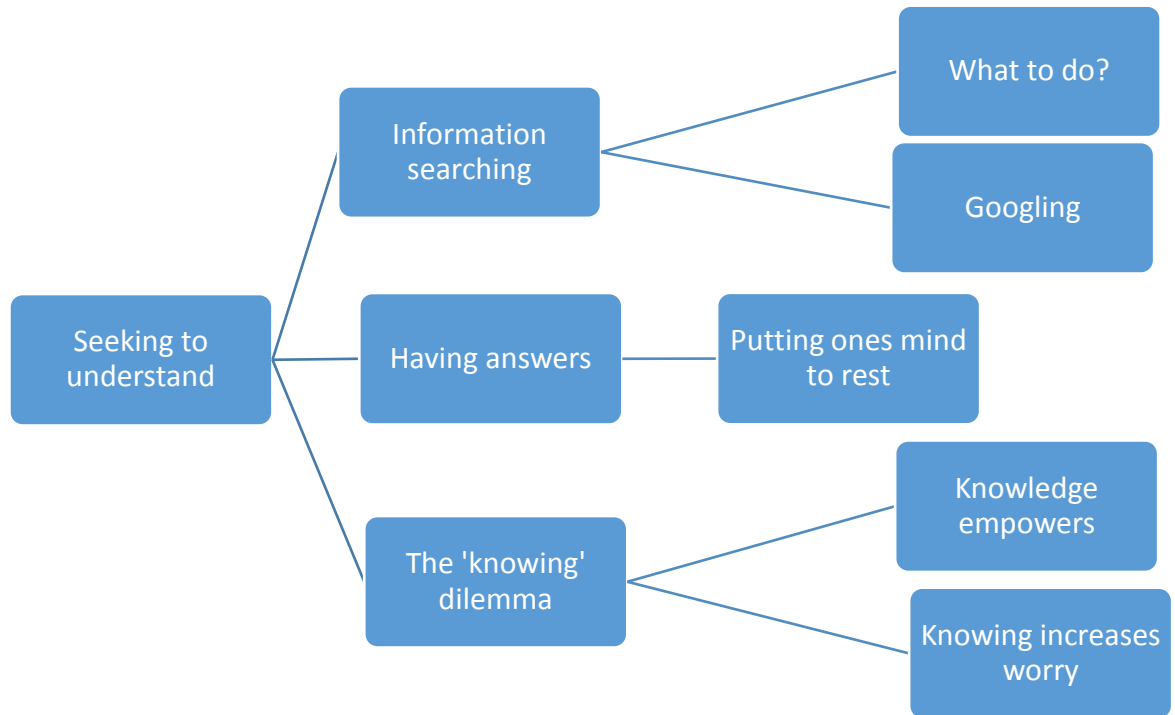 Seeking to
understand
Information
searching
What to do?
Googling
Having answers
Putting ones mind
to rest
The 'knowing'
dilemma
Knowledge
empowers
Knowing increases
worry